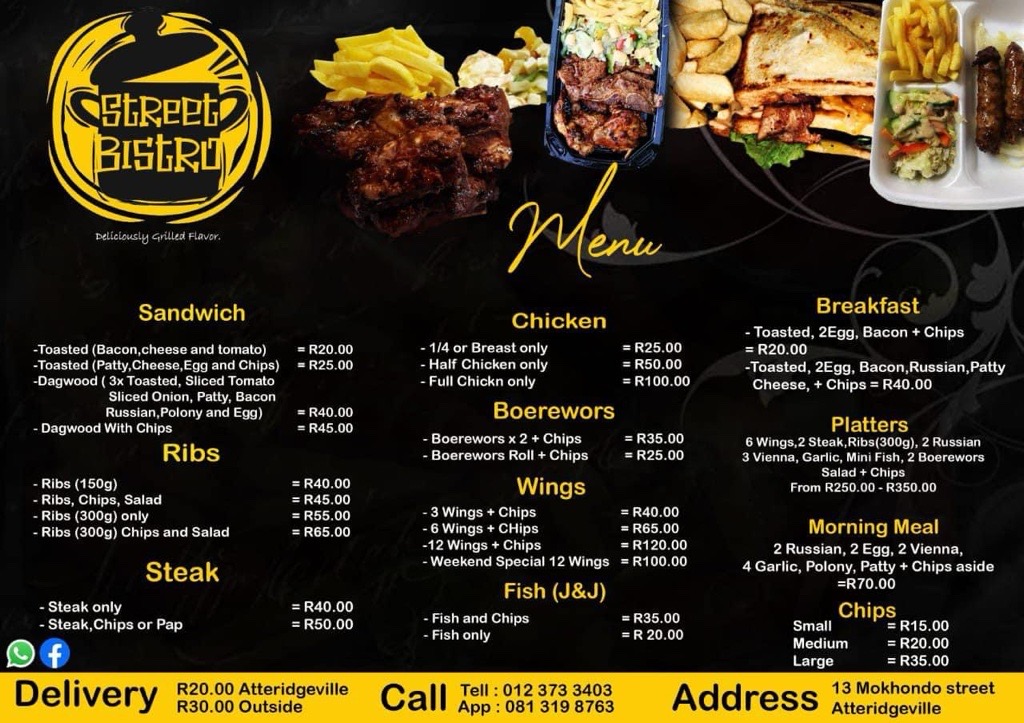 STREET
BISTRO
Deliciously Grilled Flavor.
Menu
Sandwich
-Toasted (Bacon,cheese and tomato) = R20.00
-Toasted (Patty,Cheese,Egg and Chips) = R25.00
-Dagwood ( 3x Toasted, Sliced Tomato
Sliced Onion, Patty, Bacon
Russian,Polony and Egg) = R40.00
- Dagwood With Chips = R45.00
Ribs
- Ribs (150g) = R40.00
- Ribs, Chips, Salad = R45.00
- Ribs (300g) only = R55.00
- Ribs (300g) Chips and Salad = R65.00
Steak
- Steak only = R40.00
- Steak,Chips or Pap = R50.00
Chicken
- 1/4 or Breast only = R25.00
- Half Chicken only = R50.00
- Full Chickn only = R100.00
Boerewors
- Boerewors x 2 + Chips = R35.00
- Boerewors Roll + Chips = R25.00
Wings
- 3 Wings + Chips = R40.00
- 6 Wings + CHips = R65.00
-12 Wings + Chips = R120.00
- Weekend Special 12 Wings = R100.00
Fish (J&J)
- Fish and Chips = R35.00
- Fish only = R 20.00
Breakfast
- Toasted, 2Egg, Bacon + Chips
= R20.00
-Toasted, 2Egg, Bacon,Russian,Patty
Cheese, + Chips = R40.00
Platters
6 Wings,2 Steak,Ribs(300g), 2 Russian
3 Vienna, Garlic, Mini Fish, 2 Boerewors
Salad + Chips
From R250.00 - R350.00
Morning Meal
2 Russian, 2 Egg, 2 Vienna,
4 Garlic, Polony, Patty + Chips aside
=R70.00
Chips
Small = R15.00
Medium = R20.00
Large = R35.00
Delivery
R20.00 Atteridgeville
R30.00 Outside
Call
Tell : 012 373 3403
App : 081 319 8763
Address
13 Mokhondo street
Atteridgeville